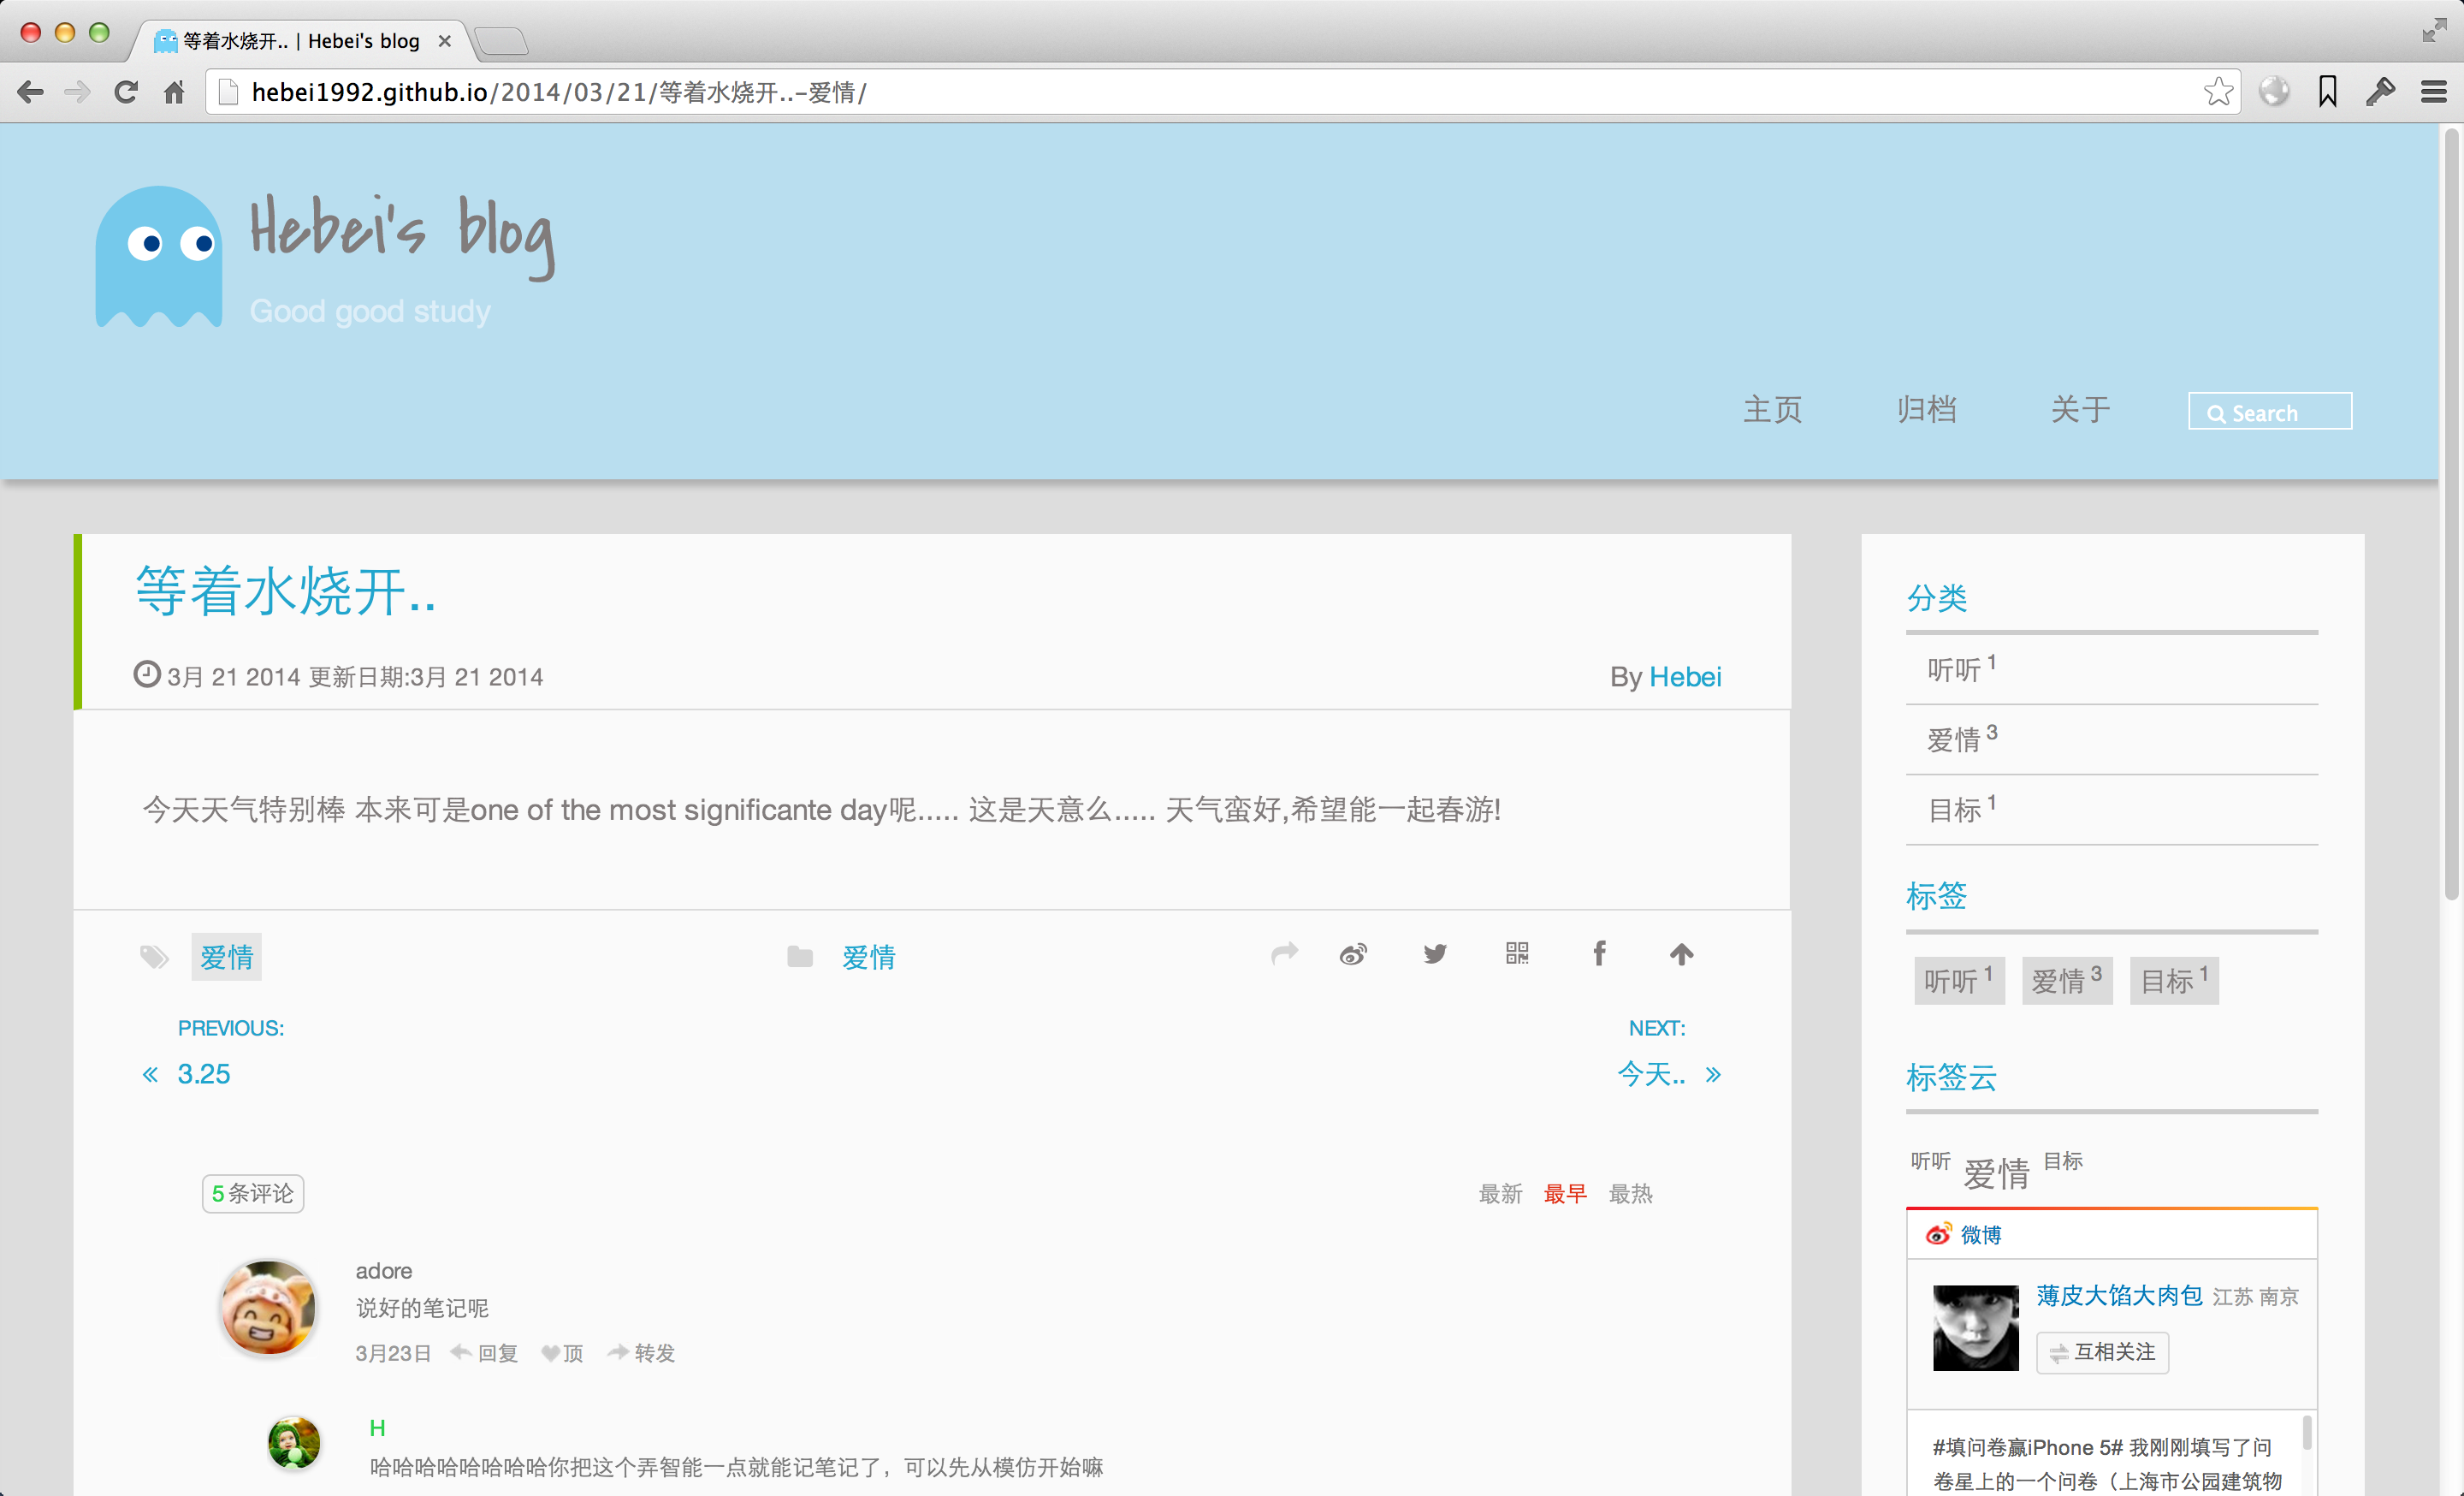 等着水烧开.. | Hebei's blog
hebei1992.github.io/2014/03/21/等着水烧开..-爱情/
Hebei's blog
Good good study
主页 归档 关于 Search
等着水烧开..
3月 21 2014 更新日期:3月 21 2014 By Hebei
今天天气特别棒 本来可是one of the most significante day呢..... 这是天意么..... 天气蛮好,希望能一起春游!
爱情 爱情
PREVIOUS: NEXT:
« 3.25 今天.. »
5条评论 最新 最早 最热
adore
说好的笔记呢
3月23日 回复 顶 转发
H
哈哈哈哈哈哈哈哈你把这个弄智能一点就能记笔记了，可以先从模仿开始嘛
分类
听听 1
爱情 3
目标 1
标签
听听 1 爱情 3 目标 1
标签云
听听 爱情 目标
微博
薄皮大馅大肉包 江苏 南京
互相关注
#填问卷赢iPhone 5# 我刚刚填写了问
卷星上的一个问卷（上海市公园建筑物